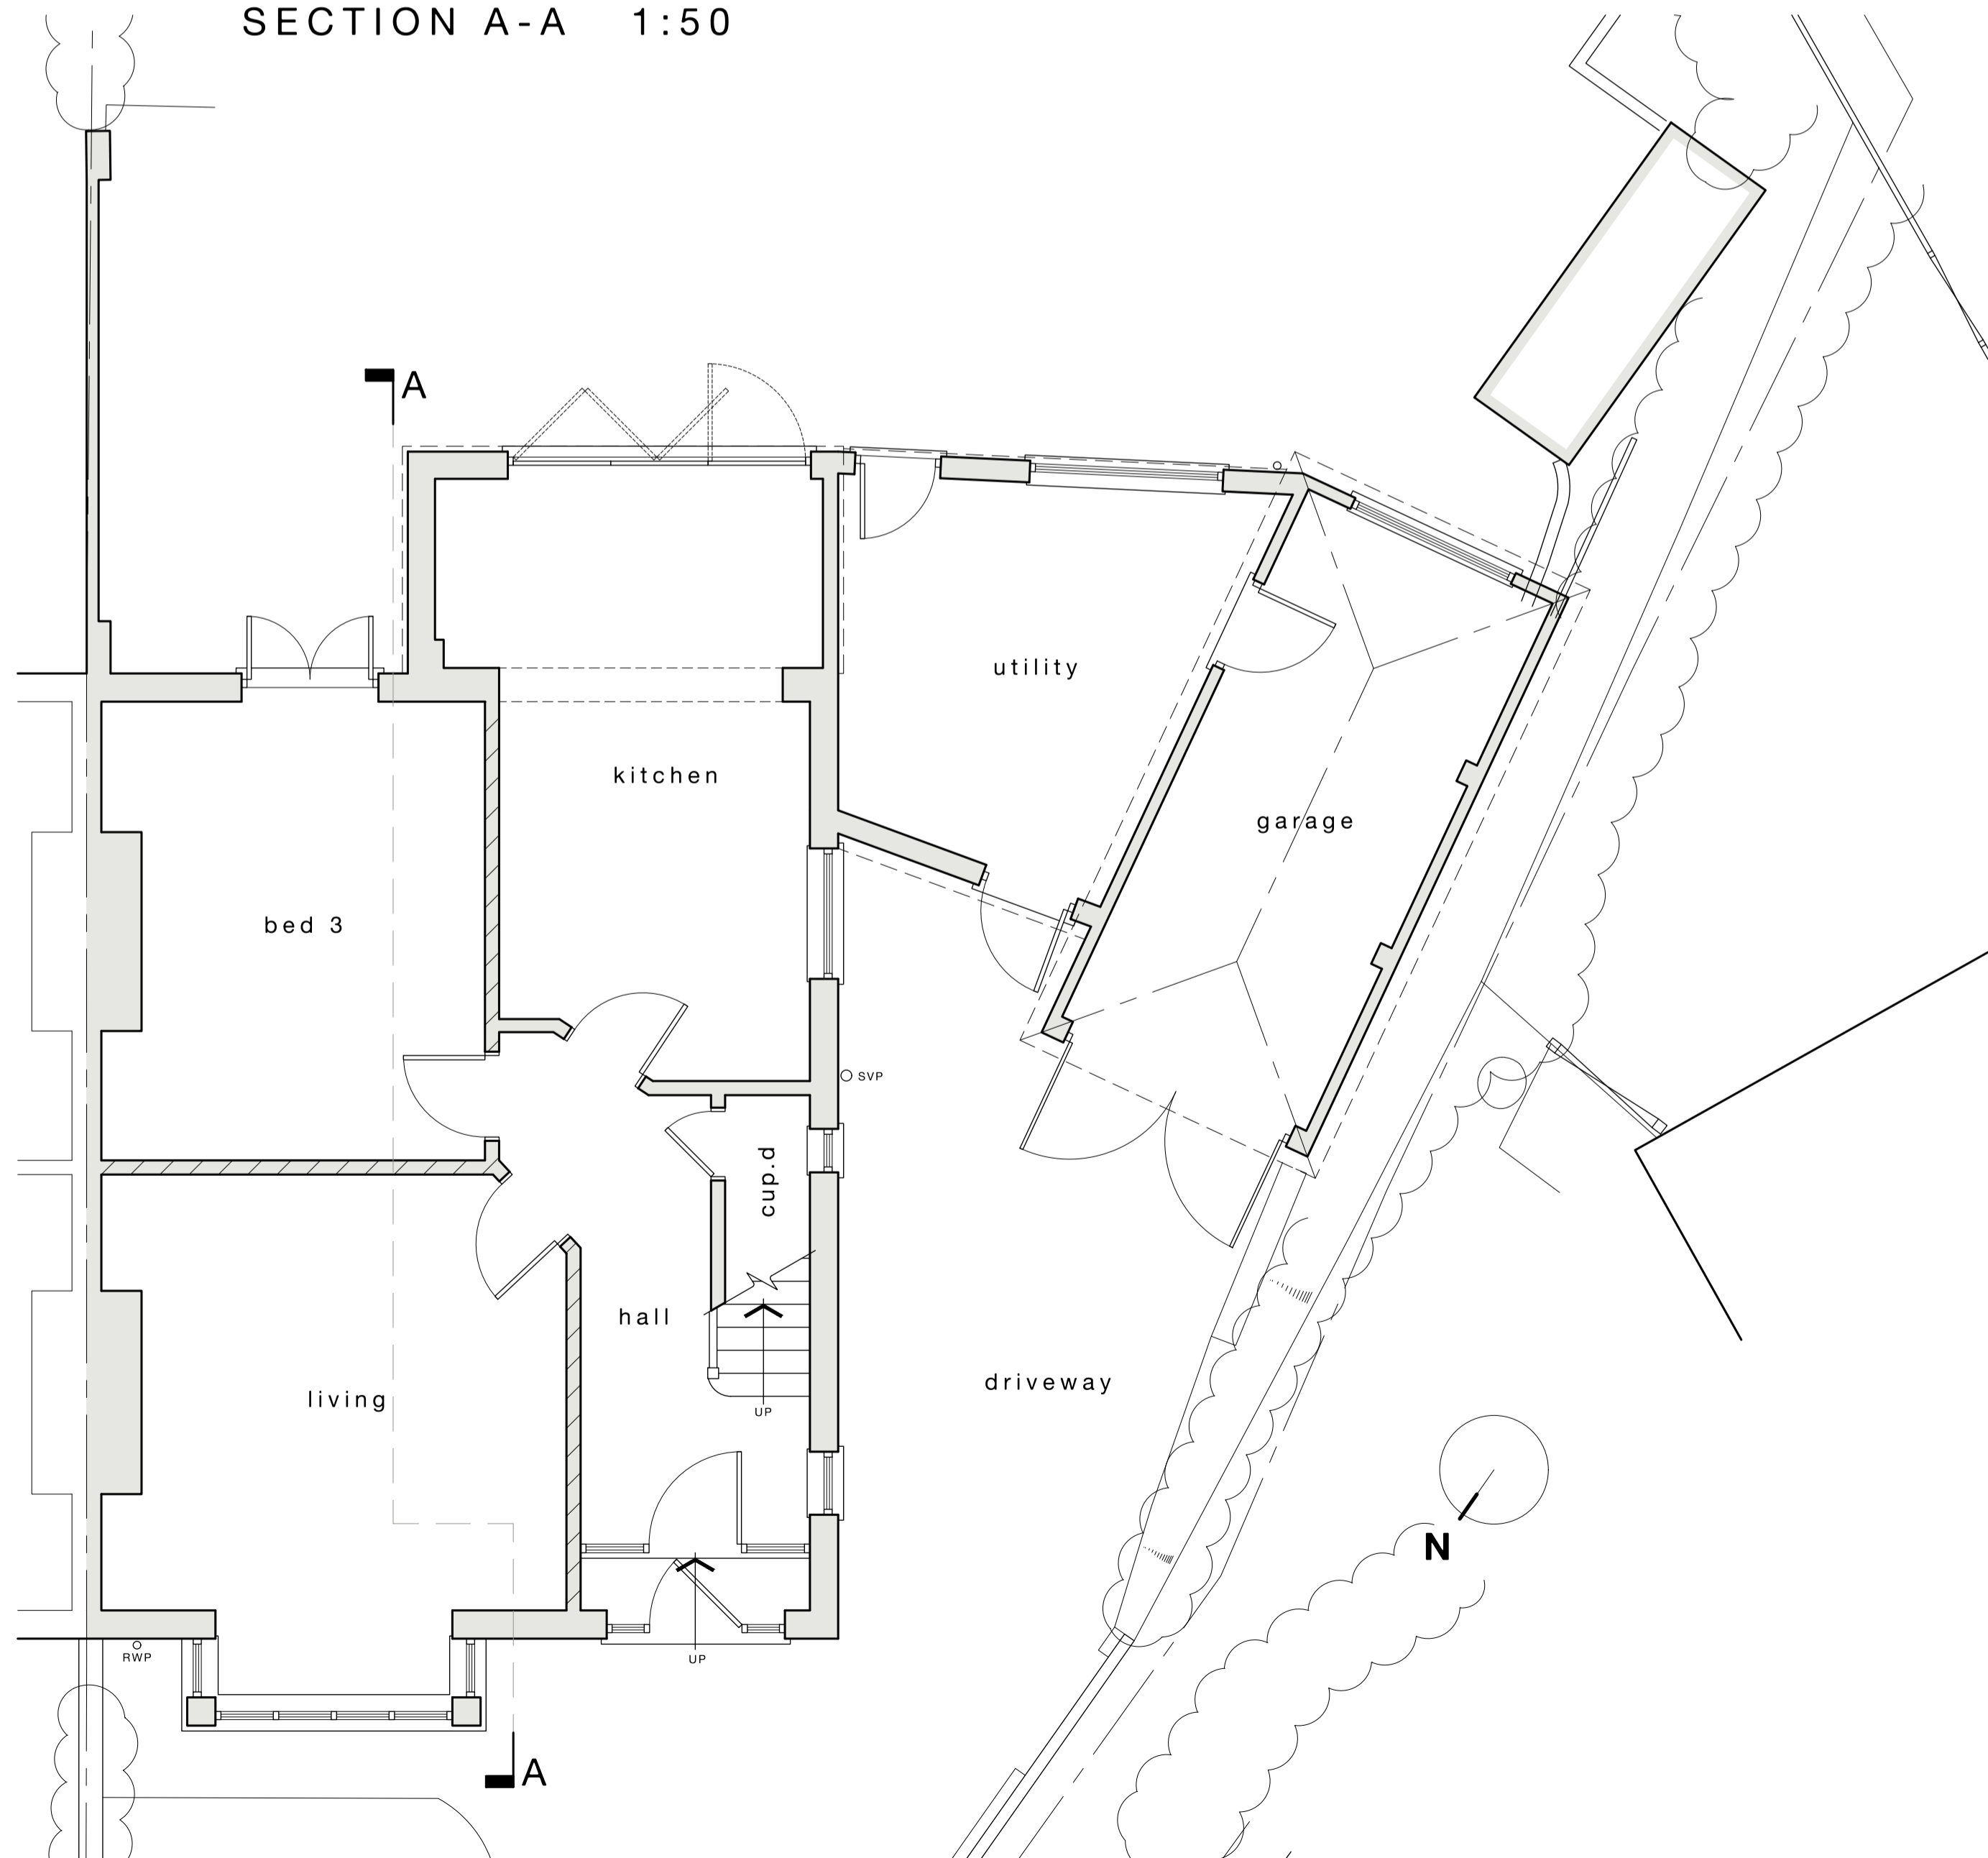 SECTION A-A 1:50
A
utility
kitchen
garage
bed 3
SVP
cup.d
hall
driveway
living
UP
N
RWP
UP
A